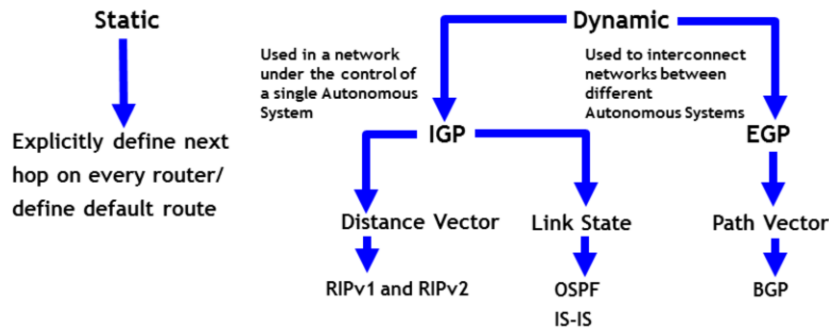 Static
Explicitly define next
hop on every router/
define default route
Dynamic
Used in a network
under the control of
a single Autonomous
System
Used to interconnect
networks between
different
Autonomous Systems
IGP
EGP
Distance Vector
Link State
Path Vector
RIPv1 and RIPv2
OSPF
IS-IS
BGP